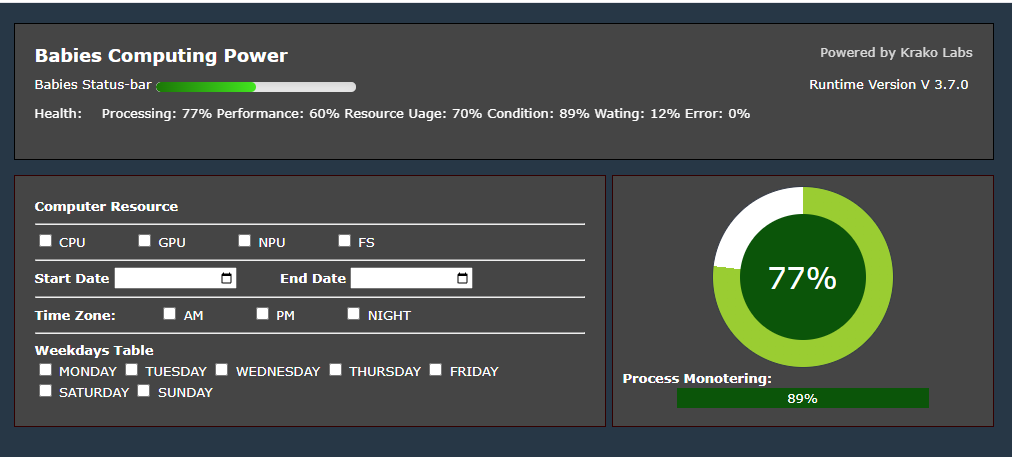 Babies Computing Power
Powered by Krako Labs
Babies Status-bar
Runtime Version V 3.7.0
Health: Processing: 77% Performance: 60% Resource Uage: 70% Condition: 89% Wating: 12% Error: 0%
Computer Resource
CPU GPU NPU FS
Start Date End Date
Time Zone: AM PM NIGHT
Weekdays Table
MONDAY TUESDAY WEDNESDAY THURSDAY FRIDAY
SATURDAY SUNDAY
77%
Process Monotering:
89%